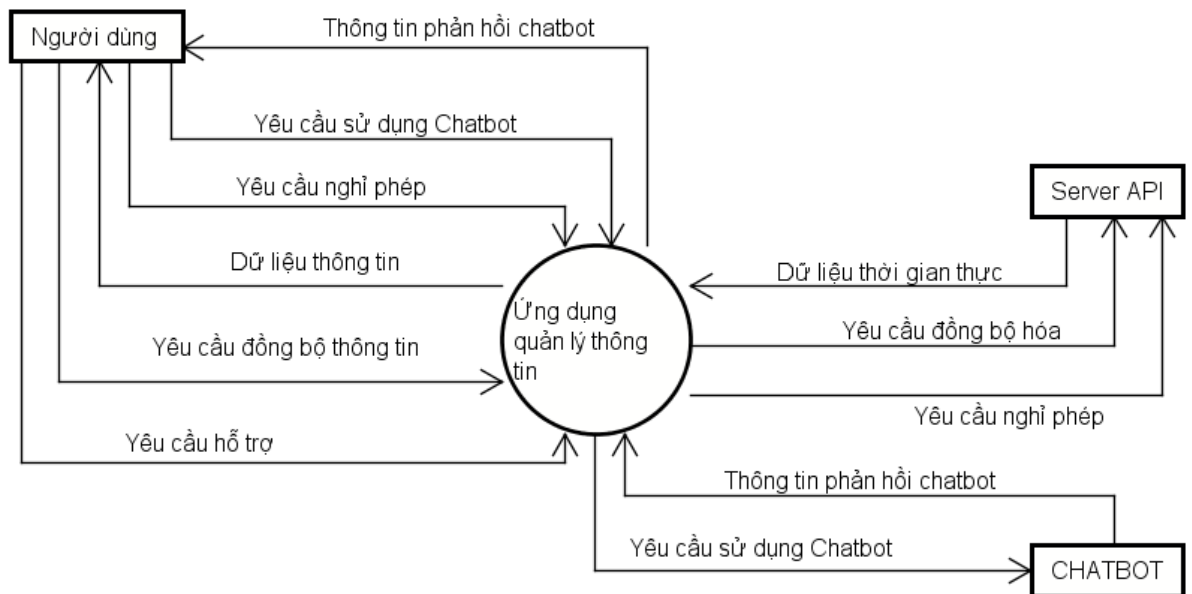 Người dùng
Thông tin phản hồi chatbot
Yêu cầu sử dụng Chatbot
Yêu cầu nghỉ phép
Server API
Dữ liệu thông tin
Dữ liệu thời gian thực
Ứng dụng
quản lý thông
tin
Yêu cầu đồng bộ hóa
Yêu cầu đồng bộ thông tin
Yêu cầu nghỉ phép
Yêu cầu hỗ trợ
Thông tin phản hồi chatbot
Yêu cầu sử dụng Chatbot
CHATBOT